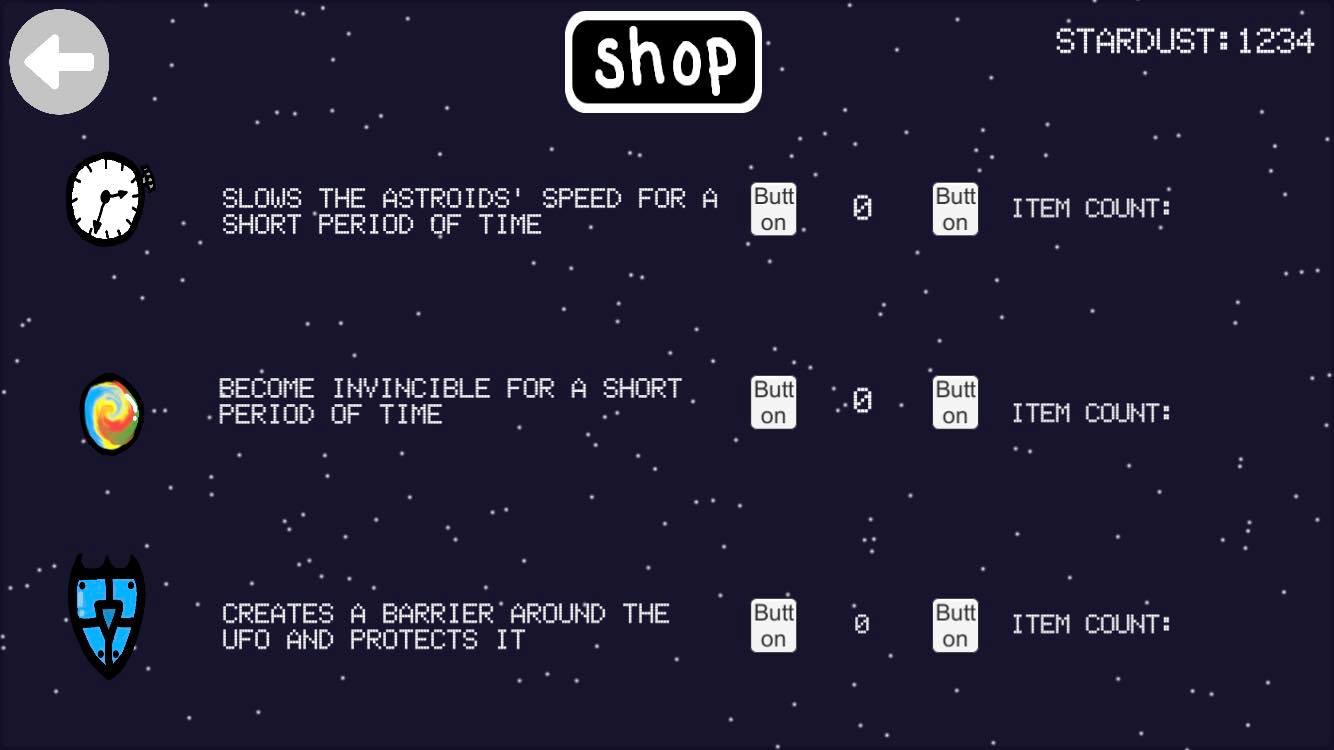 shop
STARDUST:1234
SLOWS THE ASTROIDS' SPEED FOR A
SHORT PERIOD OF TIME
Butt
on
0
Butt
on
ITEM COUNT:
BECOME INVINCIBLE FOR A SHORT
PERIOD OF TIME
Butt
on
0
Butt
on
ITEM COUNT:
CREATES A BARRIER AROUND THE
UFO AND PROTECTS IT
Butt
on
0
Butt
on
ITEM COUNT: